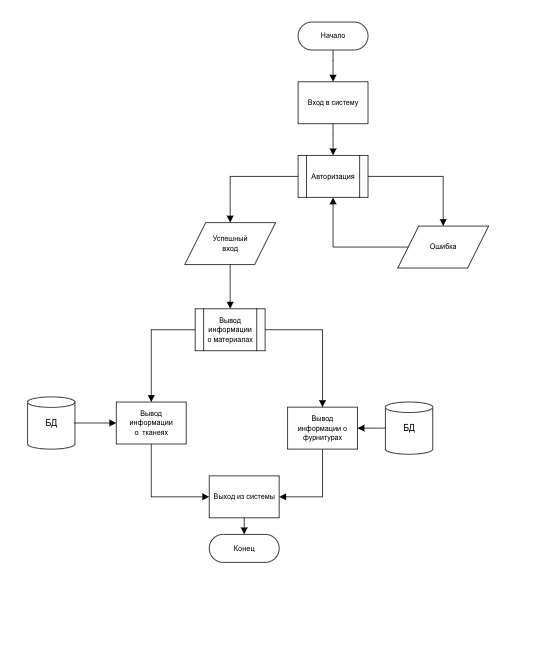 Начало
Вход в систему
Авторизация
Успешный
вход
Ошибка
Вывод
информации
о материалах
БД
Вывод
информации
о тканеях
Вывод
информации о
фурнитурах
БД
Выход из системы
Конец